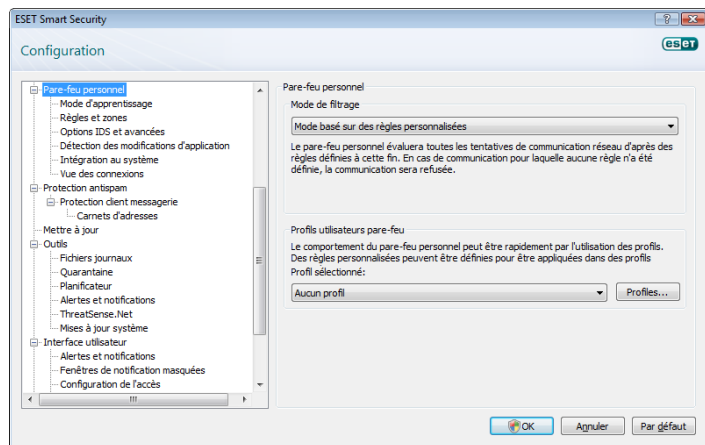 ESET Smart Security
Configuration
eset
Pare-feu personnel
Mode d'apprentissage
Règles et zones
Options IDS et avancées
Détection des modifications d'application
Intégration au système
Vue des connexions
Protection antispam
Protection client messagerie
Carnets d'adresses
Mettre à jour
Outils
Fichiers journaux
Quarantaine
Planificateur
Alertes et notifications
ThreatSense.Net
Mises à jour système
Interface utilisateur
Alertes et notifications
Fenêtres de notification masquées
Configuration de l'accès
Pare-feu personnel
Mode de filtrage
Mode basé sur des règles personnalisées
Le pare-feu personnel évaluera toutes les tentatives de communication réseau d'après des
règles définies à cette fin. En cas de communication pour laquelle aucune règle n'a été
définie, la communication sera refusée.
Profils utilisateurs pare-feu
Le comportement du pare-feu personnel peut être rapidement par l'utilisation des profils.
Des règles personnalisées peuvent être définies pour être appliquées dans des profils
Profil sélectionné:
Aucun profil
Profiles...
OK
Annuler
Par défaut